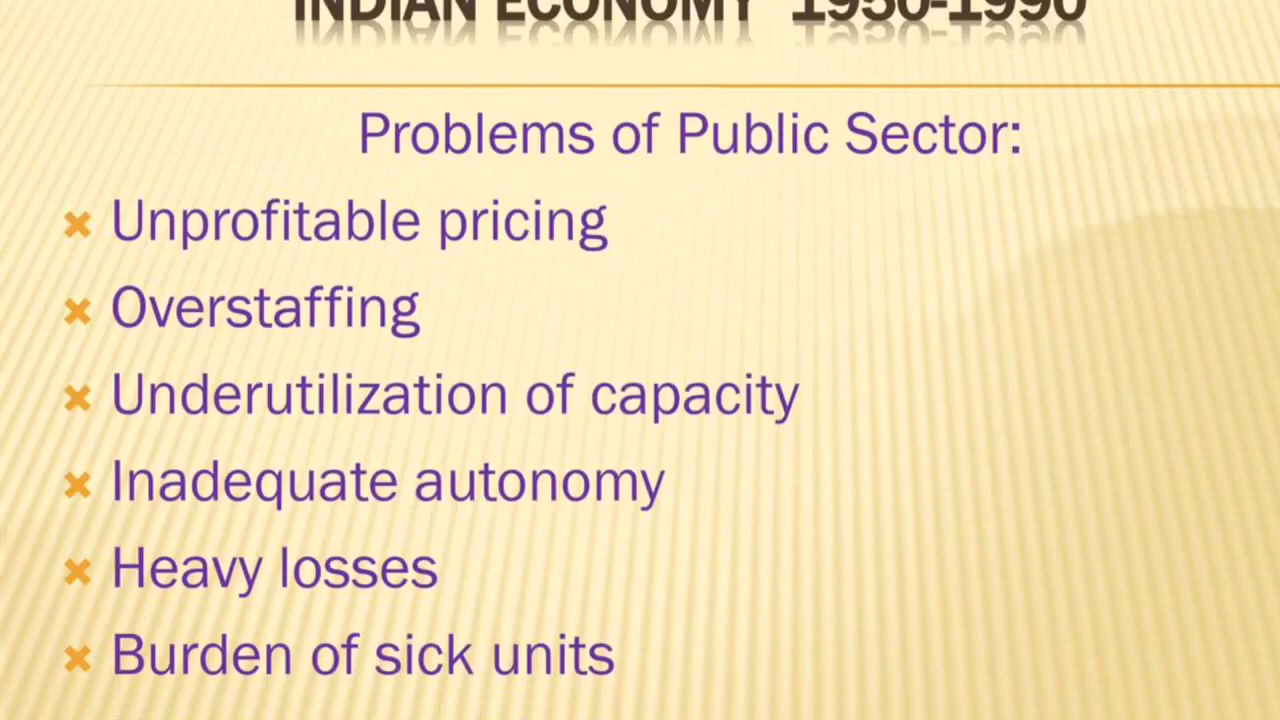 INDIAN ECONOMY 1950-1990
Problems of Public Sector:
Unprofitable pricing
Overstaffing
Underutilization of capacity
Inadequate autonomy
Heavy losses
Burden of sick units